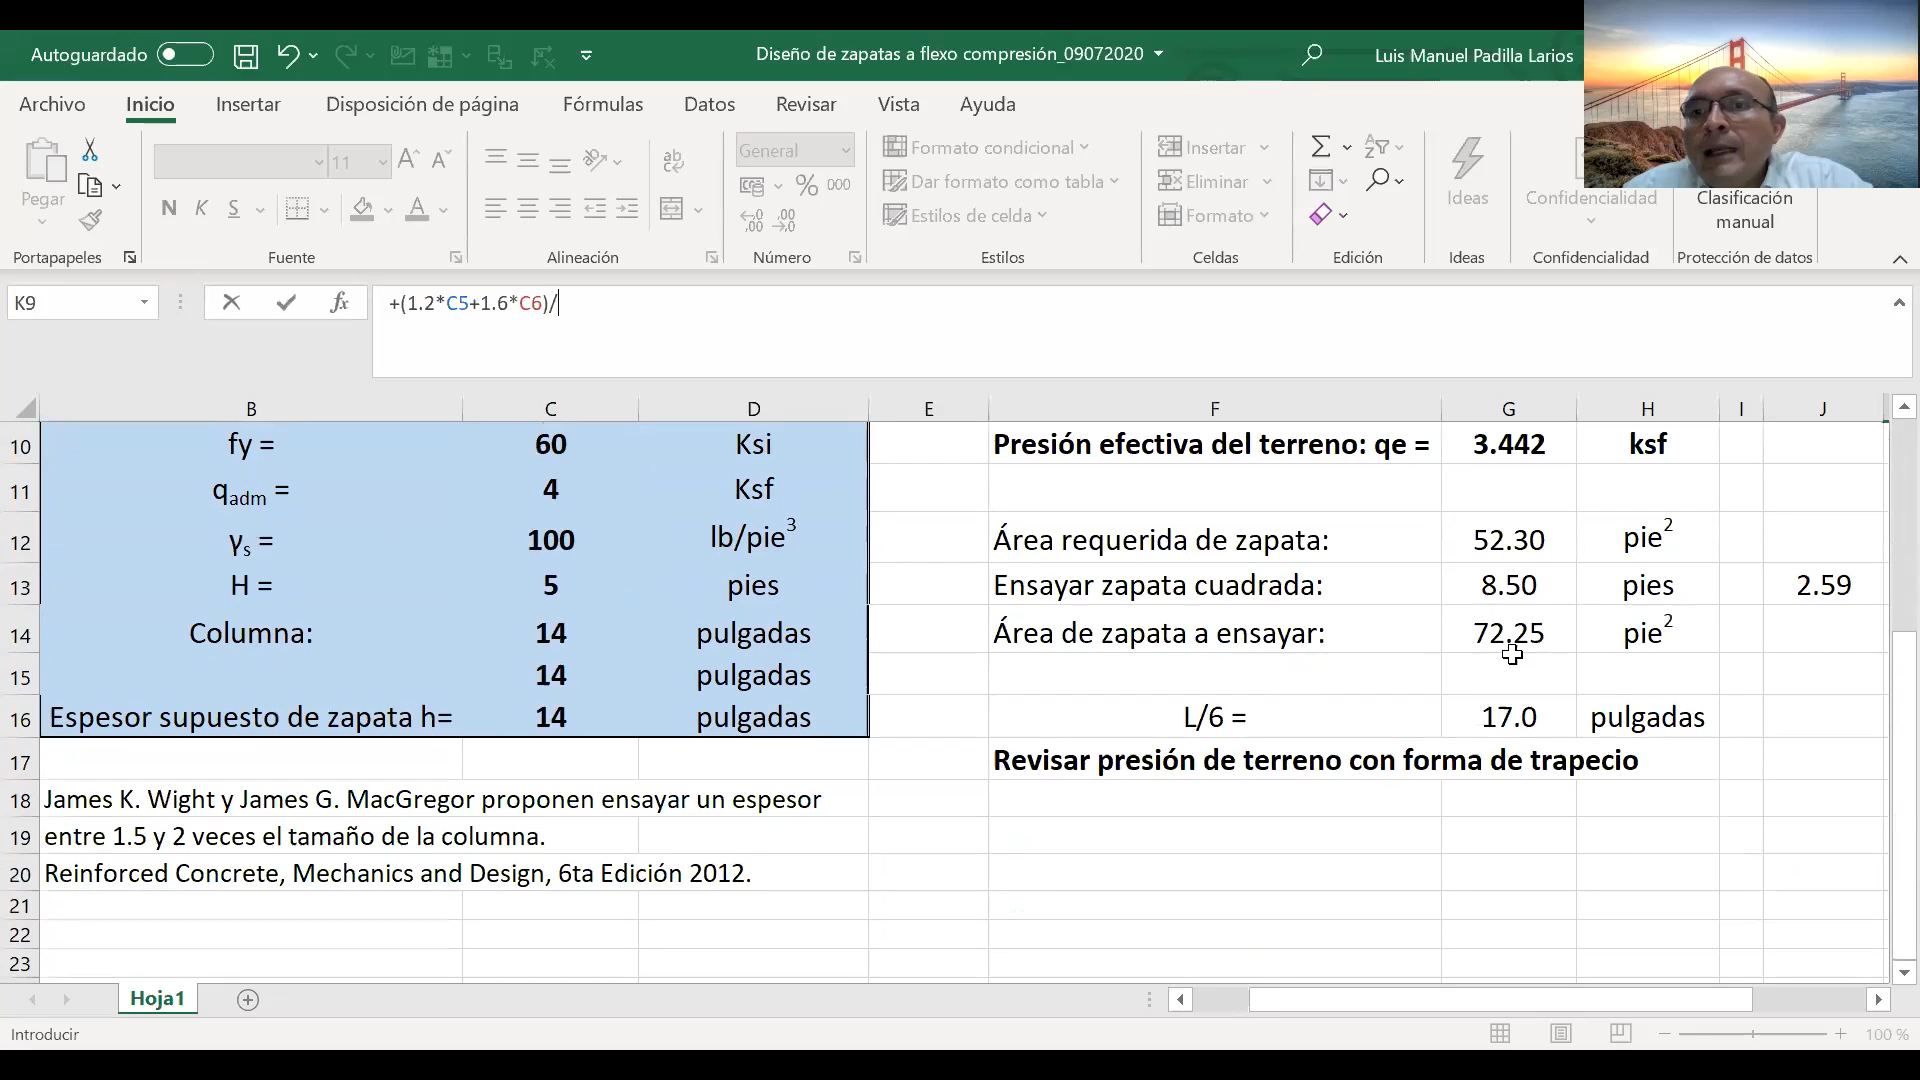 Autoguardado
Diseño de zapatas a flexo compresión_09072020
Luis Manuel Padilla Larios
Archivo Inicio Insertar Disposición de página Fórmulas Datos Revisar Vista Ayuda
Pegar
Portapapeles
11
N K S
Fuente
ab
Alineación
General
% 000
Número
Formato condicional
Dar formato como tabla
Estilos de celda
Estilos
Insertar
Eliminar
Formato
Celdas
Edición
Ideas
Ideas
Confidencialidad
Confidencialidad
Clasificación manual
Protección de datos
K9
fx
+(1.2*C5+1.6*C6)/
B C D E F G H I J
10 fy = 60 Ksi Presión efectiva del terreno: qe = 3.442 ksf
11 qadm = 4 Ksf
12 γs = 100 lb/pie3 Área requerida de zapata: 52.30 pie2
13 H = 5 pies Ensayar zapata cuadrada: 8.50 pies 2.59
14 Columna: 14 pulgadas Área de zapata a ensayar: 72.25 pie2
15 14 pulgadas
16 Espesor supuesto de zapata h= 14 pulgadas L/6 = 17.0 pulgadas
17 Revisar presión de terreno con forma de trapecio
18 James K. Wight y James G. MacGregor proponen ensayar un espesor
19 entre 1.5 y 2 veces el tamaño de la columna.
20 Reinforced Concrete, Mechanics and Design, 6ta Edición 2012.
21
22
23
Hoja1
Introducir
100 %